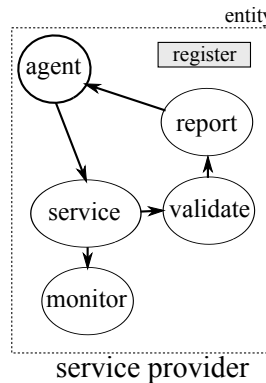 entity
register
agent
report
service
validate
monitor
service provider